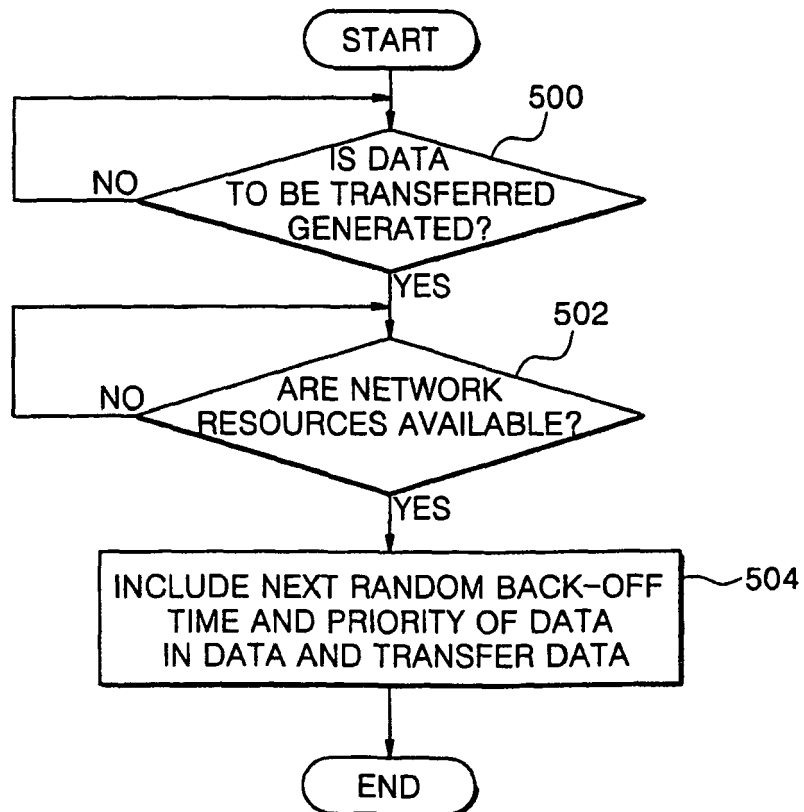 START
500
IS DATA
TO BE TRANSFERRED
GENERATED?
NO
YES
502
ARE NETWORK
RESOURCES AVAILABLE?
NO
YES
504
INCLUDE NEXT RANDOM BACK-OFF
TIME AND PRIORITY OF DATA
IN DATA AND TRANSFER DATA
END